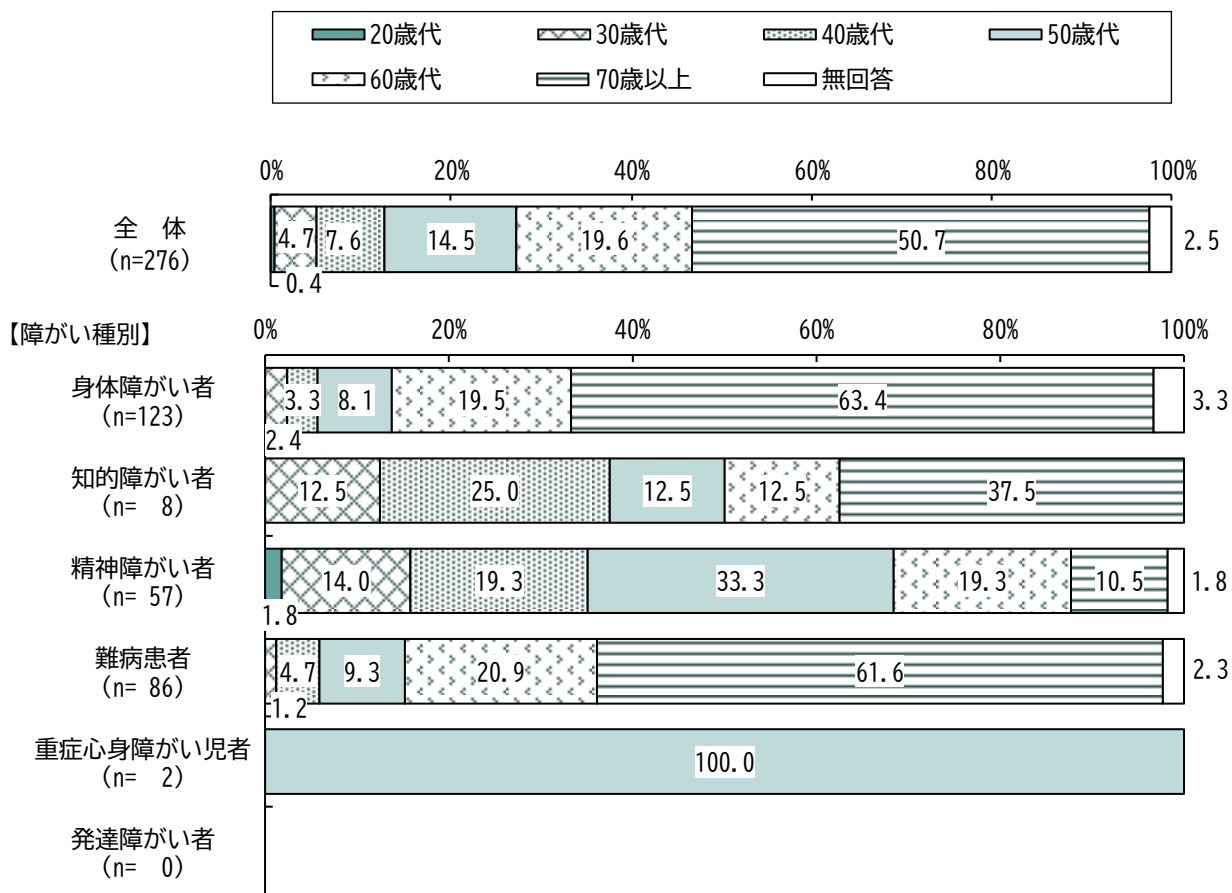 20歳代 30歳代 40歳代 50歳代
60歳代 70歳以上 無回答
0% 20% 40% 60% 80% 100%
全　体
(n=276)
4.7 7.6 14.5 19.6 50.7 2.5
0.4
【障がい種別】
0% 20% 40% 60% 80% 100%
身体障がい者
(n=123)
3.3 8.1 19.5 63.4 3.3
2.4
知的障がい者
(n=　8)
12.5 25.0 12.5 12.5 37.5
精神障がい者
(n= 57)
14.0 19.3 33.3 19.3 10.5 1.8
1.8
難病患者
(n= 86)
4.7 9.3 20.9 61.6 2.3
1.2
重症心身障がい児者
(n=　2)
100.0
発達障がい者
(n=　0)